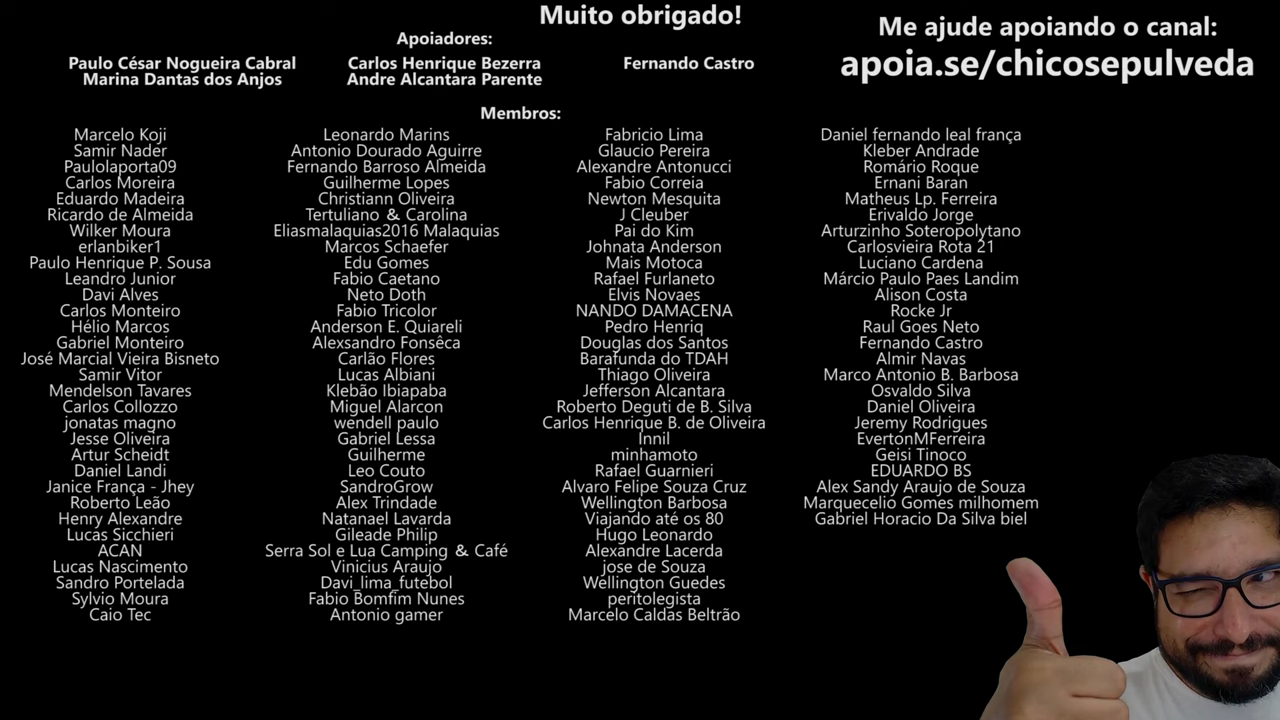 Muito obrigado!
Me ajude apoiando o canal:
apoia.se/chicosepulveda
Apoiadores:
Paulo César Nogueira Cabral
Marina Dantas dos Anjos
Carlos Henrique Bezerra
Andre Alcantara Parente
Fernando Castro
Membros:
Marcelo Koji
Samir Nader
Paulolaporta09
Carlos Moreira
Eduardo Madeira
Ricardo de Almeida
Wilker Moura
erlanbiker1
Paulo Henrique P. Sousa
Leandro Junior
Davi Alves
Carlos Monteiro
Hélio Marcos
Gabriel Monteiro
José Marcial Vieira Bisneto
Samir Vitor
Mendelson Tavares
Carlos Collozzo
jonatas magno
Jesse Oliveira
Artur Scheidt
Daniel Landi
Janice França - Jhey
Roberto Leão
Henry Alexandre
Lucas Sicchieri
ACAN
Lucas Nascimento
Sandro Portelada
Sylvio Moura
Caio Tec
Leonardo Marins
Antonio Dourado Aguirre
Fernando Barroso Almeida
Guilherme Lopes
Christiann Oliveira
Tertuliano & Carolina
Eliasmalaquias2016 Malaquias
Marcos Schaefer
Edu Gomes
Fabio Caetano
Neto Doth
Fabio Tricolor
Anderson E. Quiareli
Alexsandro Fonsêca
Carlão Flores
Lucas Albiani
Klebão Ibiapaba
Miguel Alarcon
wendell paulo
Gabriel Lessa
Guilherme
Leo Couto
SandroGrow
Alex Trindade
Natanael Lavarda
Gileade Philip
Serra Sol e Lua Camping & Café
Vinicius Araujo
Davi_lima_futebol
Fabio Bomfim Nunes
Antonio gamer
Fabricio Lima
Glaucio Pereira
Alexandre Antonucci
Fabio Correia
Newton Mesquita
J Cleuber
Pai do Kim
Johnata Anderson
Mais Motoca
Rafael Furlaneto
Elvis Novaes
NANDO DAMACENA
Pedro Henriq
Douglas dos Santos
Barafunda do TDAH
Thiago Oliveira
Jefferson Alcantara
Roberto Deguti de B. Silva
Carlos Henrique B. de Oliveira
Innil
minhamoto
Rafael Guarnieri
Alvaro Felipe Souza Cruz
Wellington Barbosa
Viajando até os 80
Hugo Leonardo
Alexandre Lacerda
jose de Souza
Wellington Guedes
peritolegista
Marcelo Caldas Beltrão
Daniel fernando leal frança
Kleber Andrade
Romário Roque
Ernani Baran
Matheus Lp. Ferreira
Erivaldo Jorge
Arturzinho Soteropolytano
Carlosvieira Rota 21
Luciano Cardena
Márcio Paulo Paes Landim
Alison Costa
Rocke Jr
Raul Goes Neto
Fernando Castro
Almir Navas
Marco Antonio B. Barbosa
Osvaldo Silva
Daniel Oliveira
Jeremy Rodrigues
EvertonMFerreira
Geisi Tinoco
EDUARDO BS
Alex Sandy Araujo de Souza
Marquecelio Gomes milhomem
Gabriel Horacio Da Silva biel